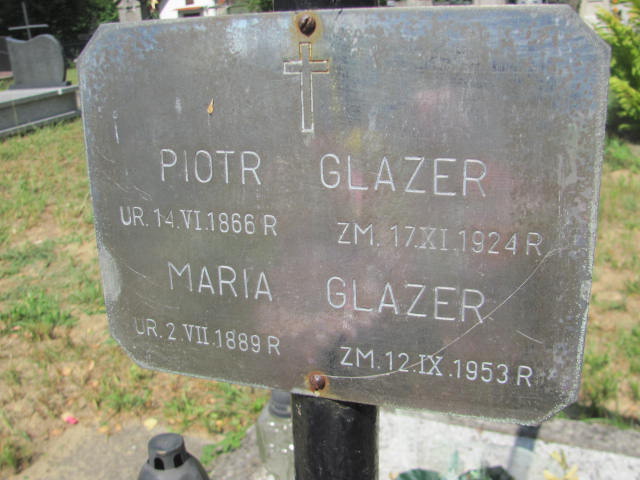 PIOTR GLAZER
UR. 14.VI.1866 R ZM. 17.XI.1924 R
MARIA GLAZER
UR. 2.VII.1889 R ZM. 12.IX.1953 R